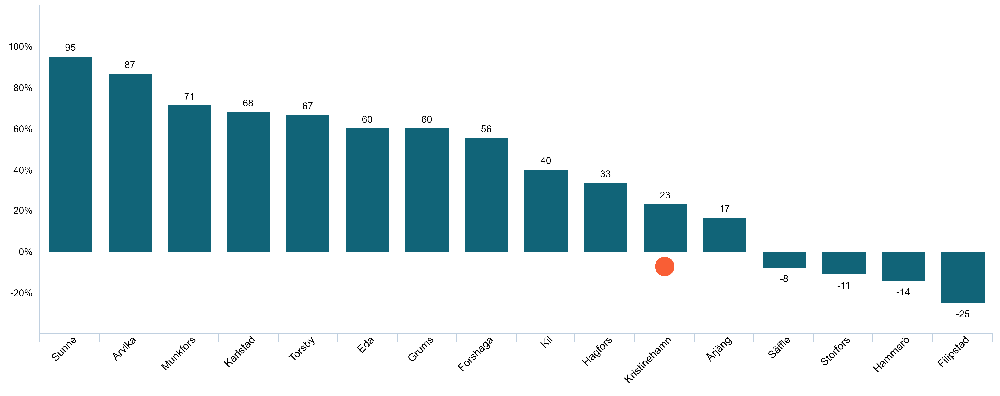 100%
80%
60%
40%
20%
0%
-20%
95
87
71
68
67
60
60
56
40
33
23
17
-8
-11
-14
-25
Sunne
Arvika
Munkfors
Karlstad
Torsby
Eda
Grums
Forshaga
Kil
Hagfors
Kristinehamn
Årjäng
Säffle
Storfors
Hammarö
Filipstad